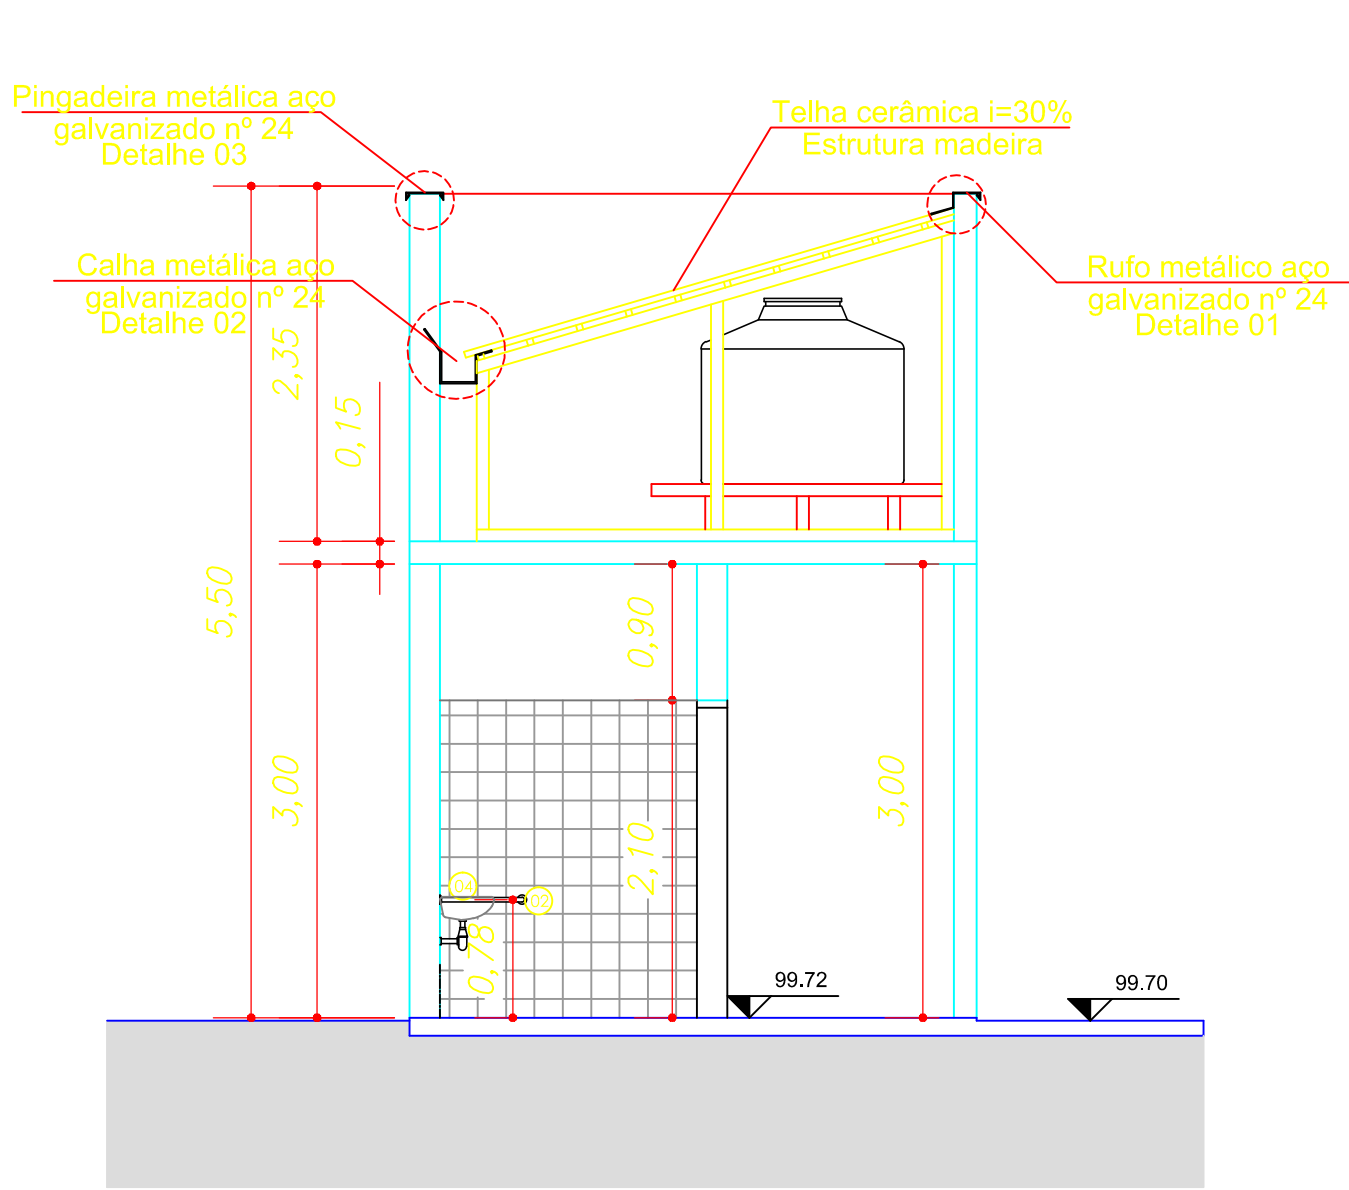 Pingadeira metálica aço
galvanizado nº 24
Detalhe 03
Telha cerâmica i=30%
Estrutura madeira
Calha metálica aço
galvanizado nº 24
Detalhe 02
Rufo metálico aço
galvanizado nº 24
Detalhe 01
2,35
0,15
5,50
0,90
3,00
3,00
2,10
04
02
0,78
99.72
99.70